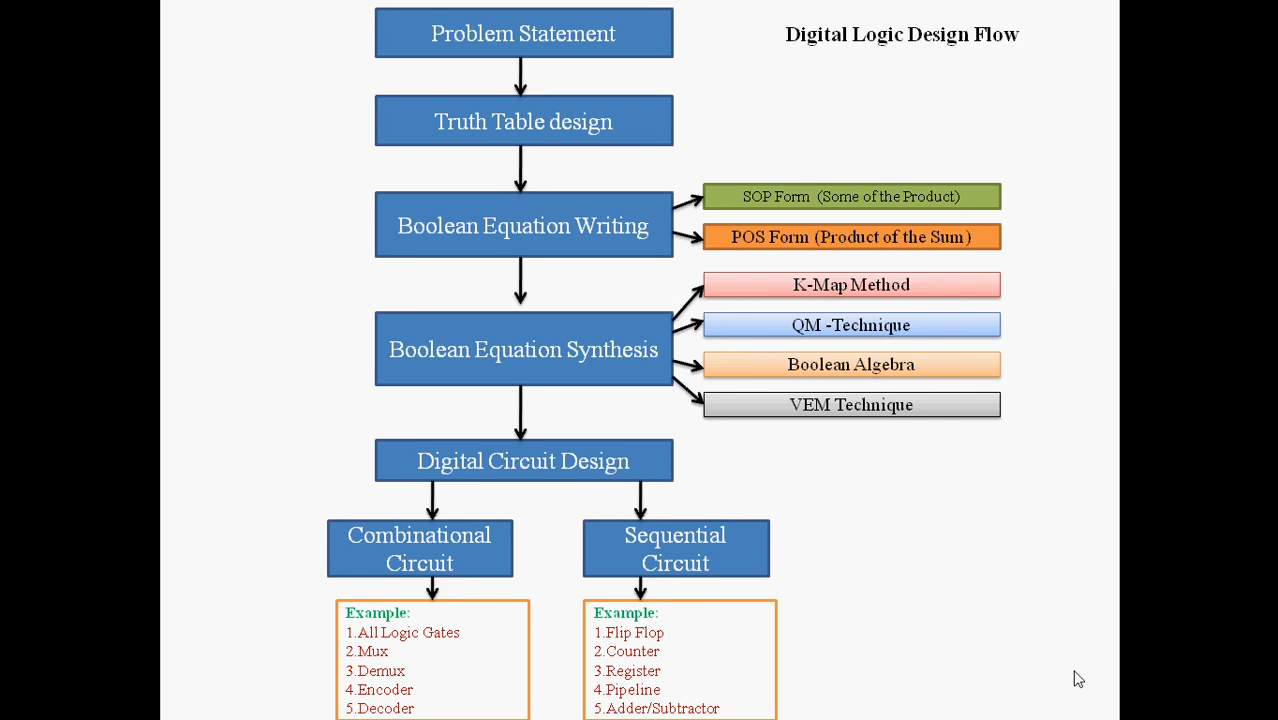 Problem Statement
Digital Logic Design Flow
Truth Table design
Boolean Equation Writing
SOP Form (Some of the Product)
POS Form (Product of the Sum)
Boolean Equation Synthesis
K-Map Method
QM -Technique
Boolean Algebra
VEM Technique
Digital Circuit Design
Combinational
Circuit
Sequential
Circuit
Example:
1.All Logic Gates
2.Mux
3.Demux
4.Encoder
5.Decoder
Example:
1.Flip Flop
2.Counter
3.Register
4.Pipeline
5.Adder/Subtractor